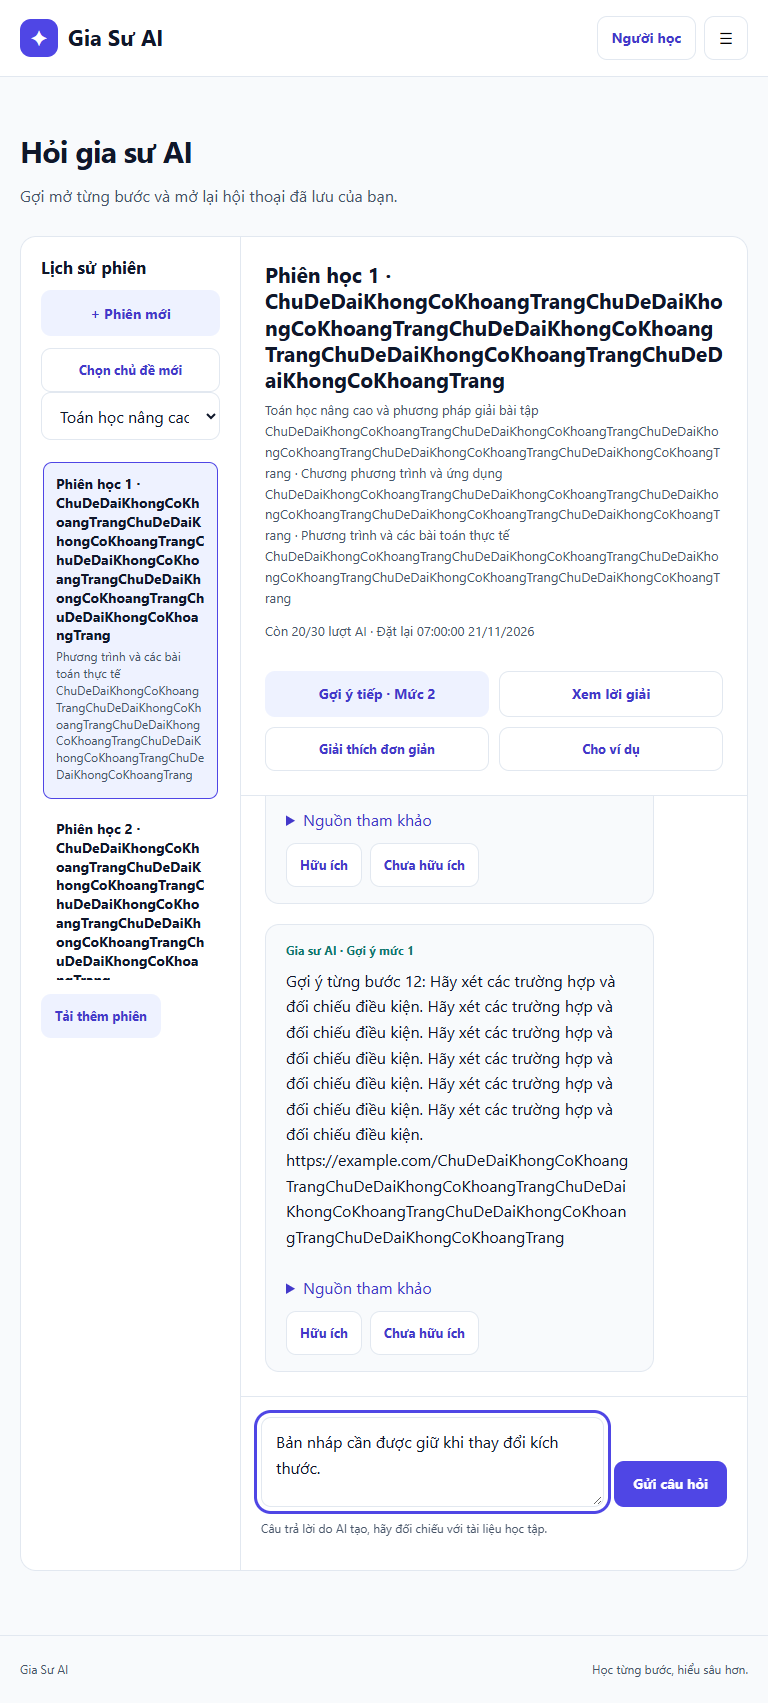 Gia Sư AI
Người học
☰
Hỏi gia sư AI
Gợi mở từng bước và mở lại hội thoại đã lưu của bạn.
Lịch sử phiên
+ Phiên mới
Chọn chủ đề mới
Toán học nâng cac
Phiên học 1 ·
ChuDeDaiKhongCoKh
oangTrangChuDeDaiK
hongCoKhoangTrangC
huDeDaiKhongCoKho
angTrangChuDeDaiKh
ongCoKhoangTrangCh
uDeDaiKhongCoKhoa
ngTrang
Phương trình và các bài
toán thực tế
ChuDeDaiKhongCoKhoang
TrangChuDeDaiKhongCoKh
oangTrangChuDeDaiKhong
CoKhoangTrangChuDeDaiK
hongCoKhoangTrangChuDe
DaiKhongCoKhoangTrang
Phiên học 2 ·
ChuDeDaiKhongCoKh
oangTrangChuDeDaiK
hongCoKhoangTrangC
huDeDaiKhongCoKho
angTrangChuDeDaiKh
ongCoKhoangTrangCh
uDeDaiKhongCoKhoa
ngTrang
Tải thêm phiên
Phiên học 1 ·
ChuDeDaiKhongCoKhoangTrangChuDeDaiKho
ngCoKhoangTrangChuDeDaiKhongCoKhoang
TrangChuDeDaiKhongCoKhoangTrangChuDeD
aiKhongCoKhoangTrang
Toán học nâng cao và phương pháp giải bài tập
ChuDeDaiKhongCoKhoangTrangChuDeDaiKhongCoKhoangTrangChuDeDaiKho
ngCoKhoangTrangChuDeDaiKhongCoKhoangTrangChuDeDaiKhongCoKhoangT
rang · Chương phương trình và ứng dụng
ChuDeDaiKhongCoKhoangTrangChuDeDaiKhongCoKhoangTrangChuDeDaiKho
ngCoKhoangTrangChuDeDaiKhongCoKhoangTrangChuDeDaiKhongCoKhoangT
rang · Phương trình và các bài toán thực tế
ChuDeDaiKhongCoKhoangTrangChuDeDaiKhongCoKhoangTrangChuDeDaiKho
ngCoKhoangTrangChuDeDaiKhongCoKhoangTrangChuDeDaiKhongCoKhoangT
rang
Còn 20/30 lượt AI · Đặt lại 07:00:00 21/11/2026
Gợi ý tiếp · Mức 2
Xem lời giải
Giải thích đơn giản
Cho ví dụ
▶ Nguồn tham khảo
Hữu ích
Chưa hữu ích
Gia sư AI · Gợi ý mức 1
Gợi ý từng bước 12: Hãy xét các trường hợp và
đối chiếu điều kiện. Hãy xét các trường hợp và
đối chiếu điều kiện. Hãy xét các trường hợp và
đối chiếu điều kiện. Hãy xét các trường hợp và
đối chiếu điều kiện. Hãy xét các trường hợp và
đối chiếu điều kiện. Hãy xét các trường hợp và
đối chiếu điều kiện.
https://example.com/ChuDeDaiKhongCoKhoang
TrangChuDeDaiKhongCoKhoangTrangChuDeDai
KhongCoKhoangTrangChuDeDaiKhongCoKhoan
gTrangChuDeDaiKhongCoKhoangTrang
▶ Nguồn tham khảo
Hữu ích
Chưa hữu ích
Bản nháp cần được giữ khi thay đổi kích
thước.
Gửi câu hỏi
Câu trả lời do AI tạo, hãy đối chiếu với tài liệu học tập.
Gia Sư AI
Học từng bước, hiểu sâu hơn.